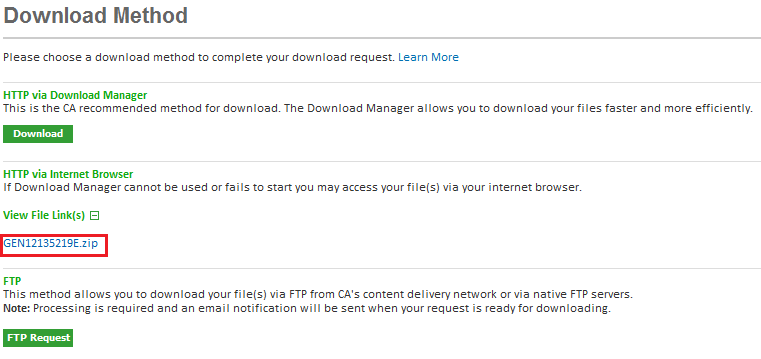 Download Method
Please choose a download method to complete your download request. Learn More
HTTP via Download Manager
This is the CA recommended method for download. The Download Manager allows you to download your files faster and more efficiently.
Download
HTTP via Internet Browser
If Download Manager cannot be used or fails to start you may access your file(s) via your internet browser.
View File Link(s)
GEN12135219E.zip
FTP
This method allows you to download your file(s) via FTP from CA's content delivery network or via native FTP servers.
Note: Processing is required and an email notification will be sent when your request is ready for downloading.
FTP Request